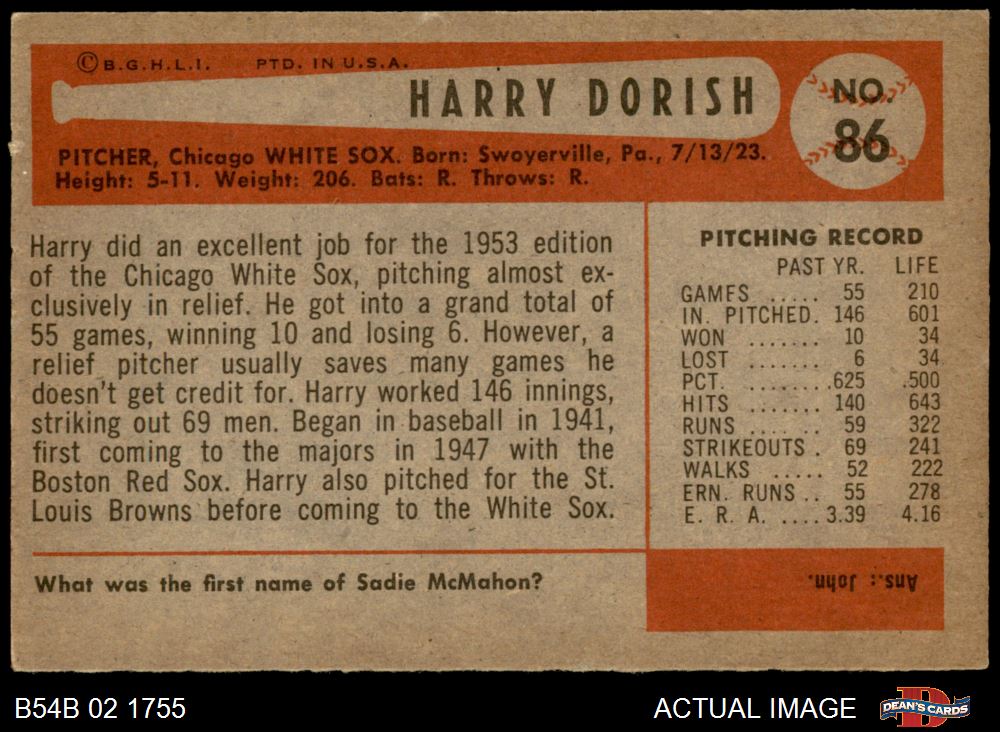 © B.G.H.L.I. PTD. IN U.S.A.
HARRY DORISH
NO.
86
PITCHER, Chicago WHITE SOX. Born: Swoyerville, Pa., 7/13/23.
Height: 5-11. Weight: 206. Bats: R. Throws: R.
Harry did an excellent job for the 1953 edition
of the Chicago White Sox, pitching almost ex-
clusively in relief. He got into a grand total of
55 games, winning 10 and losing 6. However, a
relief pitcher usually saves many games he
doesn't get credit for. Harry worked 146 innings,
striking out 69 men. Began in baseball in 1941,
first coming to the majors in 1947 with the
Boston Red Sox. Harry also pitched for the St.
Louis Browns before coming to the White Sox.
PITCHING RECORD
PAST YR. LIFE
GAMES ..... 55 210
IN. PITCHED. 146 601
WON ....... 10 34
LOST ....... 6 34
PCT. ........ .625 .500
HITS ....... 140 643
RUNS ....... 59 322
STRIKEOUTS . 69 241
WALKS ..... 52 222
ERN. RUNS .. 55 278
E. R. A. .... 3.39 4.16
What was the first name of Sadie McMahon?
Ans.: John.
B54B 02 1755
ACTUAL IMAGE
D
DEAN'S CARDS